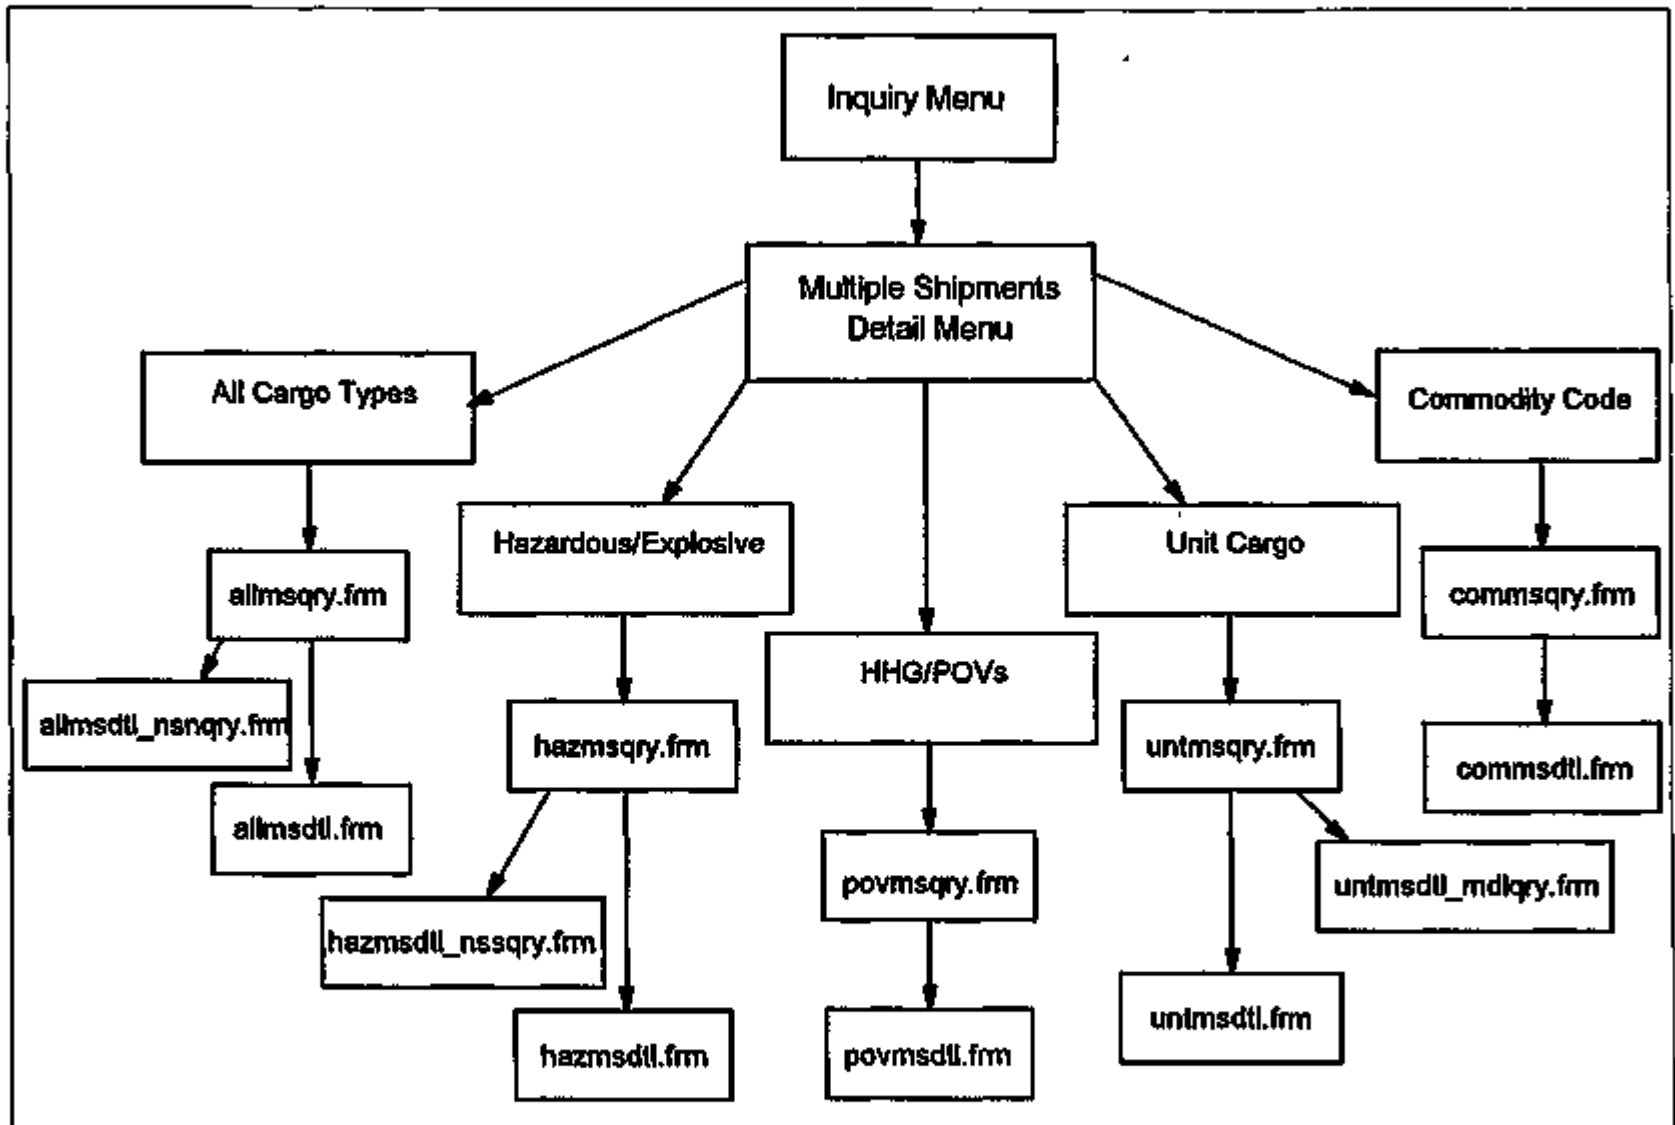 Inquiry Menu
Multiple Shipments
Detail Menu
All Cargo Types
Commodity Code
Hazardous/Explosive
Unit Cargo
allmsqry.frm
commsqry.frm
HHG/POVs
allmsdtl_nsnqry.frm
hazmsqry.frm
untmsqry.frm
commsdtl.frm
allmsdtl.frm
povmsqry.frm
untmsdtl_mdlqry.frm
hazmsdtl_nssqry.frm
untmsdtl.frm
hazmsdtl.frm
povmsdtl.frm